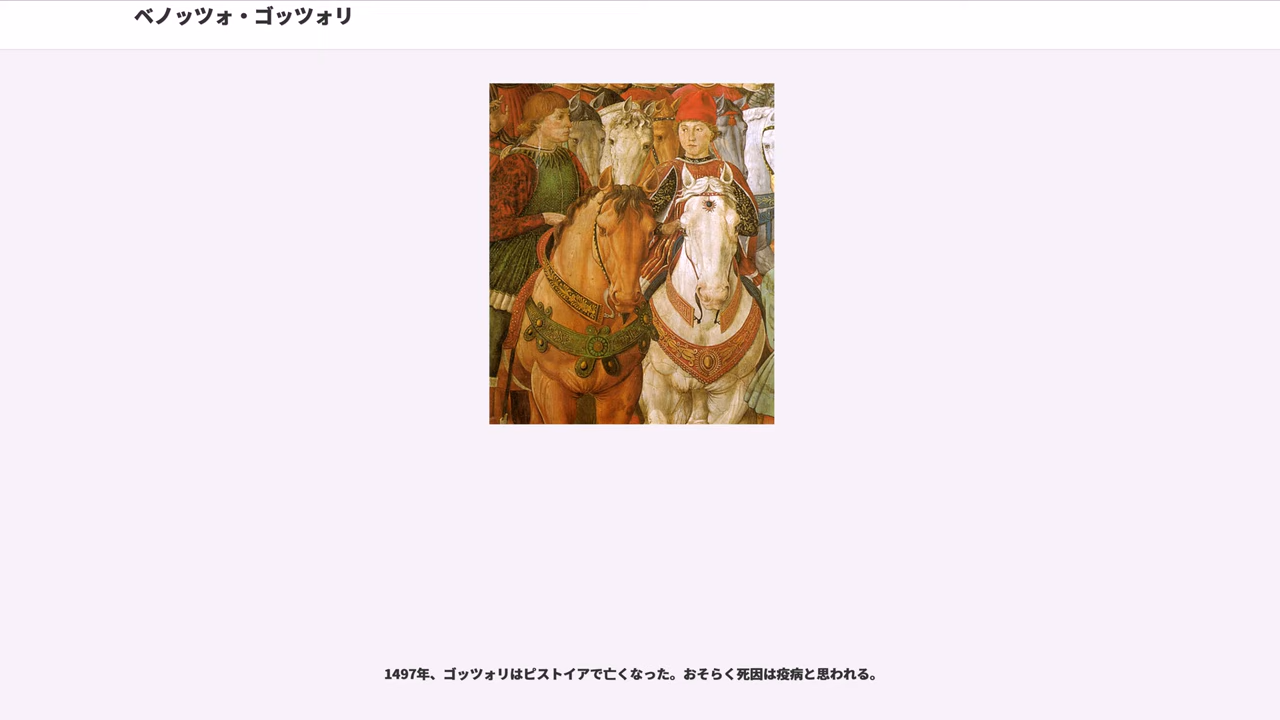 ベノッツォ・ゴッツォリ
1497年、ゴッツォリはピストイアで亡くなった。おそらく死因は疫病と思われる。